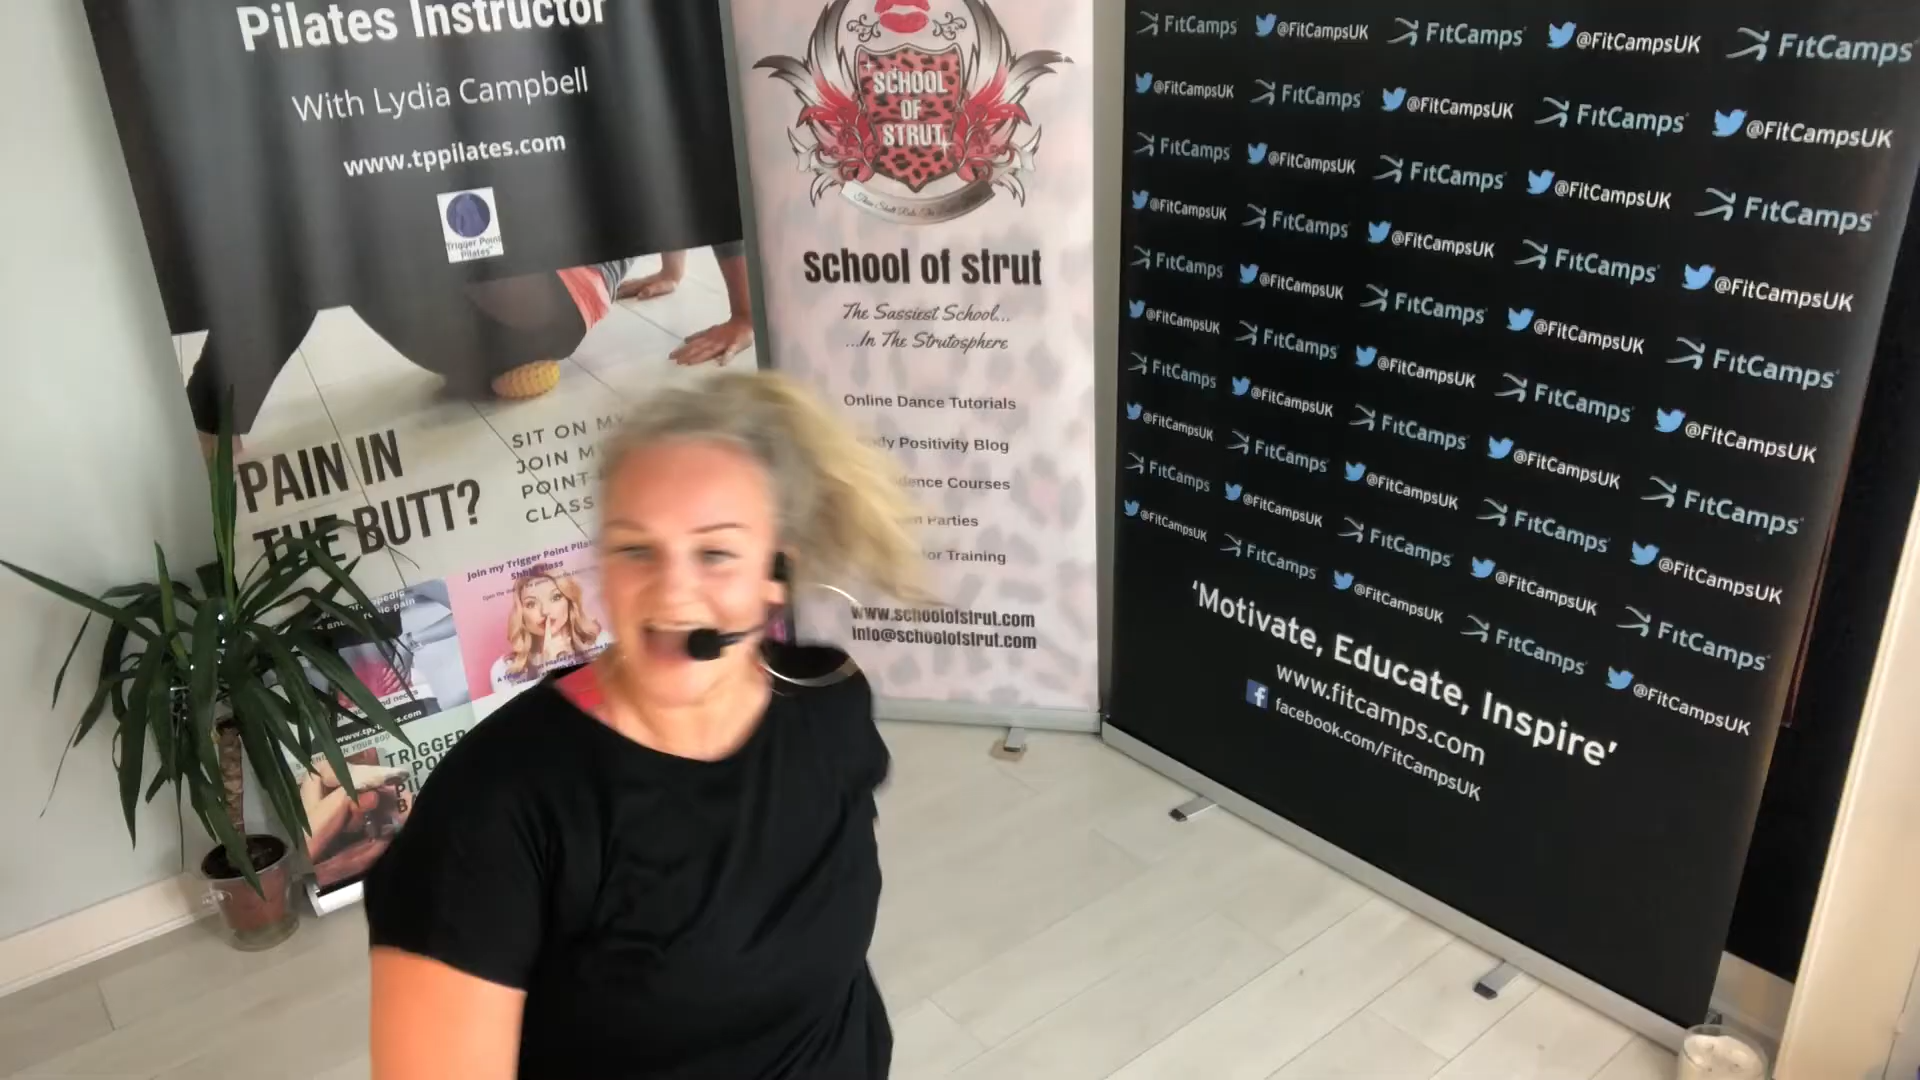 Pilates Instructor
With Lydia Campbell
www.tppilates.com
Trigger Point
Pilates
PAIN IN
THE BUTT?
SIT ON MY
JOIN M
POINT
CLASS
Join my Trigger Point Pilates
TRIGGER
SCHOOL
OF
STRUT
school of strut
The Sassiest School...
...In The Strutosphere
Online Dance Tutorials
dy Positivity Blog
dence Courses
Parties
or Training
www.schoolofstrut.com
info@schoolofstrut.com
FitCamps @FitCampsUK FitCamps @FitCampsUK FitCamps
@FitCampsUK FitCamps @FitCampsUK FitCamps @FitCampsUK
FitCamps @FitCampsUK FitCamps @FitCampsUK FitCamps
@FitCampsUK FitCamps @FitCampsUK FitCamps @FitCampsUK
FitCamps @FitCampsUK FitCamps @FitCampsUK FitCamps
@FitCampsUK FitCamps @FitCampsUK FitCamps @FitCampsUK
FitCamps @FitCampsUK FitCamps @FitCampsUK FitCamps
@FitCampsUK FitCamps @FitCampsUK FitCamps @FitCampsUK
FitCamps @FitCampsUK FitCamps @FitCampsUK FitCamps
@FitCampsUK FitCamps @FitCampsUK FitCamps @FitCampsUK
'Motivate, Educate, Inspire'
www.fitcamps.com
facebook.com/FitCampsUK